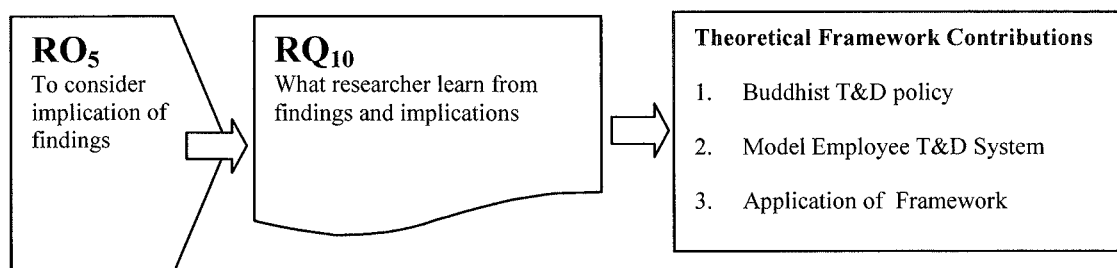 RO5
To consider
implication of
findings
RQ10
What researcher learn from
findings and implications
Theoretical Framework Contributions
1. Buddhist T&D policy
2. Model Employee T&D System
3. Application of Framework